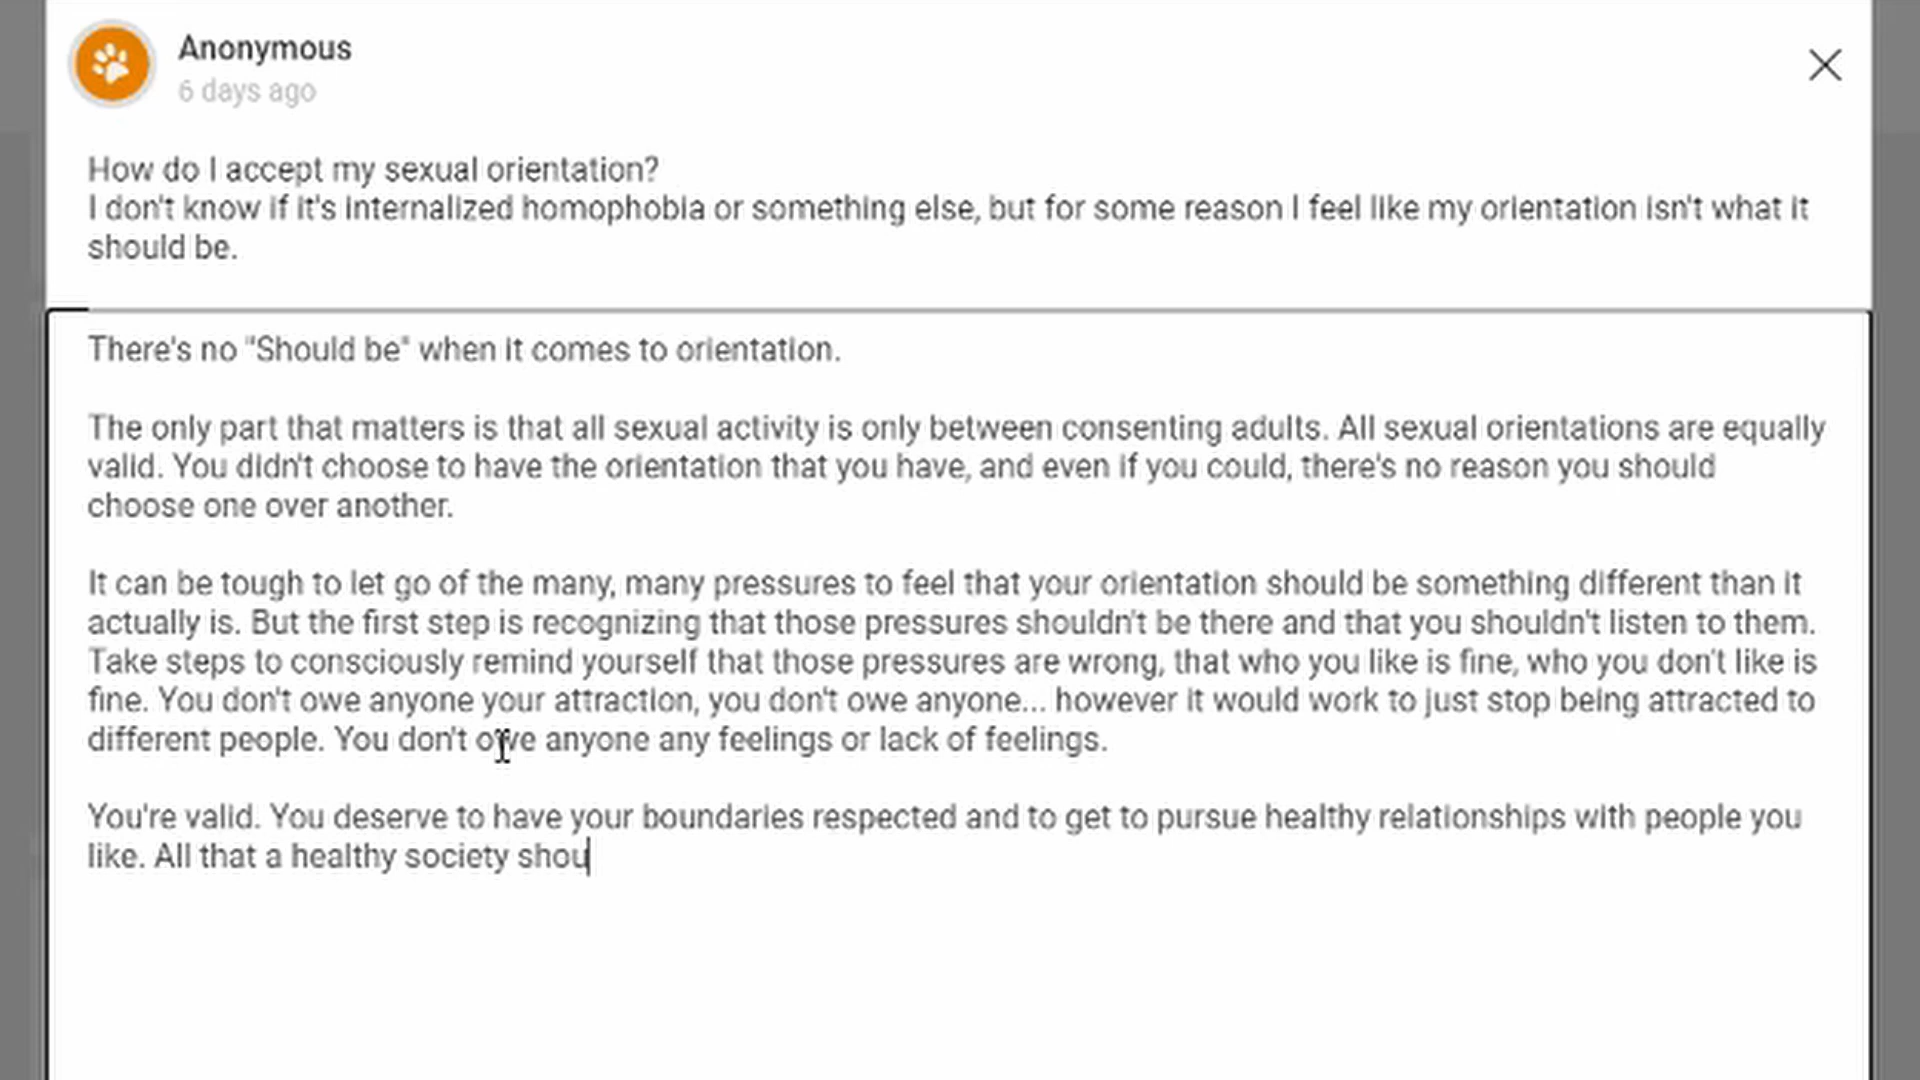 Anonymous
6 days ago
How do I accept my sexual orientation?
I don't know if it's internalized homophobia or something else, but for some reason I feel like my orientation isn't what it
should be.
There's no "Should be" when it comes to orientation.
The only part that matters is that all sexual activity is only between consenting adults. All sexual orientations are equally
valid. You didn't choose to have the orientation that you have, and even if you could, there's no reason you should
choose one over another.
It can be tough to let go of the many, many pressures to feel that your orientation should be something different than it
actually is. But the first step is recognizing that those pressures shouldn't be there and that you shouldn't listen to them.
Take steps to consciously remind yourself that those pressures are wrong, that who you like is fine, who you don't like is
fine. You don't owe anyone your attraction, you don't owe anyone... however it would work to just stop being attracted to
different people. You don't owe anyone any feelings or lack of feelings.
You're valid. You deserve to have your boundaries respected and to get to pursue healthy relationships with people you
like. All that a healthy society shou